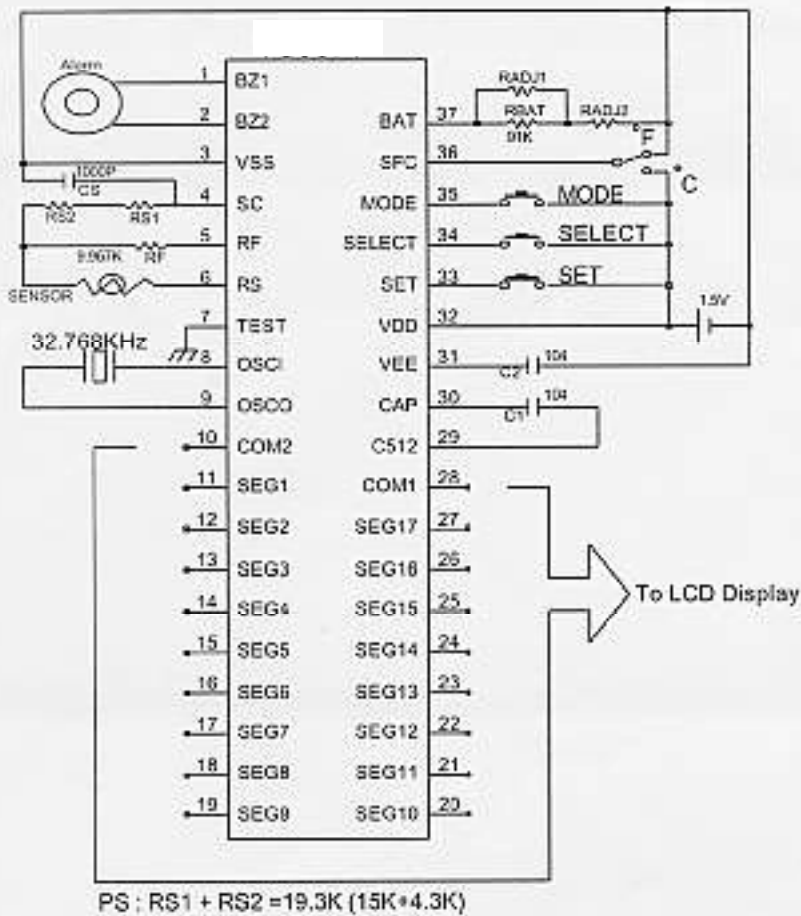 Alarm
1 BZ1
2 BZ2
3 VSS
1000P
CS
4 SC
RS2 RS1
5 RF
9.967K RF
6 RS
SENSOR
7 TEST
32.768KHz
8 OSCI
9 OSCO
10 COM2
11 SEG1
12 SEG2
13 SEG3
14 SEG4
15 SEG5
16 SEG6
17 SEG7
18 SEG8
19 SEG9
RADJ1
BAT 37 RBAT RADJ2
91K
°F
SFC 36
°C
MODE 35 MODE
SELECT 34 SELECT
SET 33 SET
VDD 32 1.5V
VEE 31 C2 104
CAP 30 C1 104
C512 29
COM1 28
SEG17 27
SEG16 26
SEG15 25
SEG14 24
SEG13 23
SEG12 22
SEG11 21
SEG10 20
To LCD Display
PS : RS1 + RS2 =19.3K (15K+4.3K)